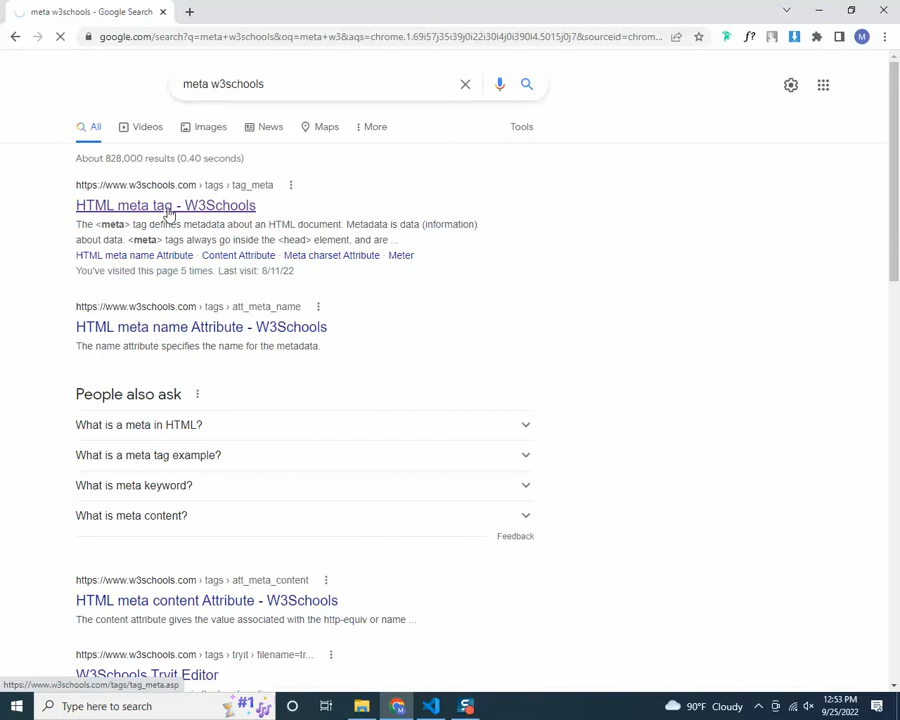 meta w3schools - Google Search
google.com/search?q=meta+w3schools&oq=meta+w3&aqs=chrome.1.69i57j35i39j0i22i30l4j0i390l4.5015j0j7&sourceid=chrom...
f?
M
meta w3schools
All
Videos
Images
News
Maps
More
Tools
About 828,000 results (0.40 seconds)
https://www.w3schools.com › tags › tag_meta
HTML meta tag - W3Schools
The <meta> tag defines metadata about an HTML document. Metadata is data (information)
about data. <meta> tags always go inside the <head> element, and are ...
HTML meta name Attribute · Content Attribute · Meta charset Attribute · Meter
You've visited this page 5 times. Last visit: 8/11/22
https://www.w3schools.com › tags › att_meta_name
HTML meta name Attribute - W3Schools
The name attribute specifies the name for the metadata.
People also ask
What is a meta in HTML?
What is a meta tag example?
What is meta keyword?
What is meta content?
Feedback
https://www.w3schools.com › tags › att_meta_content
HTML meta content Attribute - W3Schools
The content attribute gives the value associated with the http-equiv or name ...
https://www.w3schools.com › tags › tryit › filename=tr...
W3Schools Tryit Editor
https://www.w3schools.com/tags/tag_meta.asp
Type here to search
#1
90°F Cloudy
12:53 PM
9/25/2022